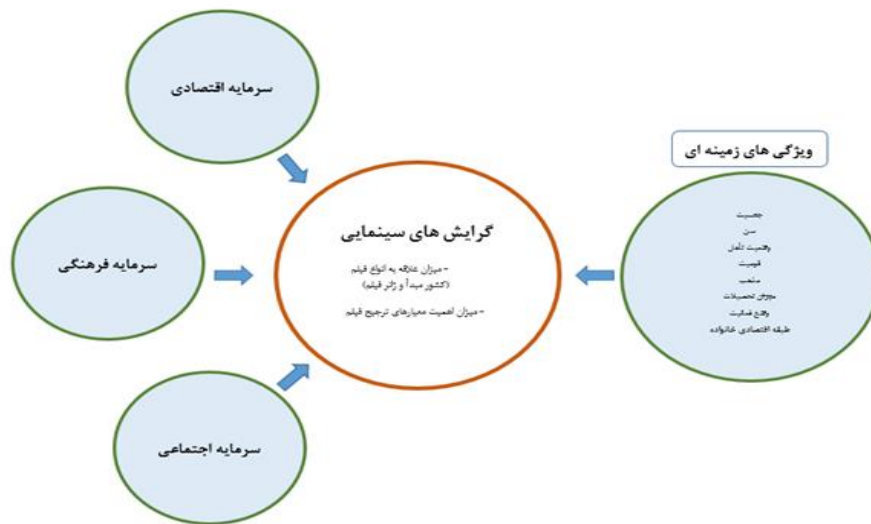 سرمایه اقتصادی
سرمایه فرهنگی
سرمایه اجتماعی
گرایش های سینمایی
-میزان علاقه به انواع فیلم
(کشور مبدأ و ژانر فیلم)
-میزان اهمیت معیارهای ترجیح فیلم
ویژگی های زمینه ای
جنسیت
سن
وضعیت تأهل
قومیت
مذهب
میزان تحصیلات
وضع فعالیت
طبقه اقتصادی خانواده